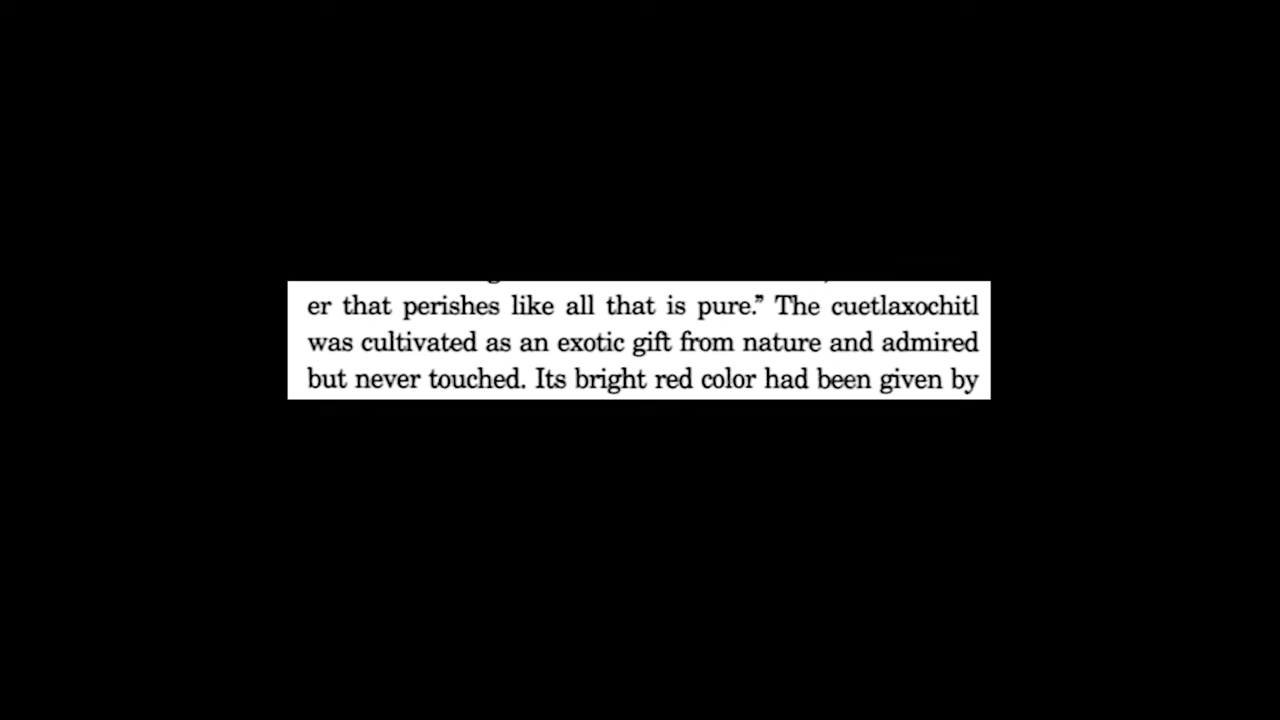 er that perishes like all that is pure.” The cuetlaxochitl
was cultivated as an exotic gift from nature and admired
but never touched. Its bright red color had been given by